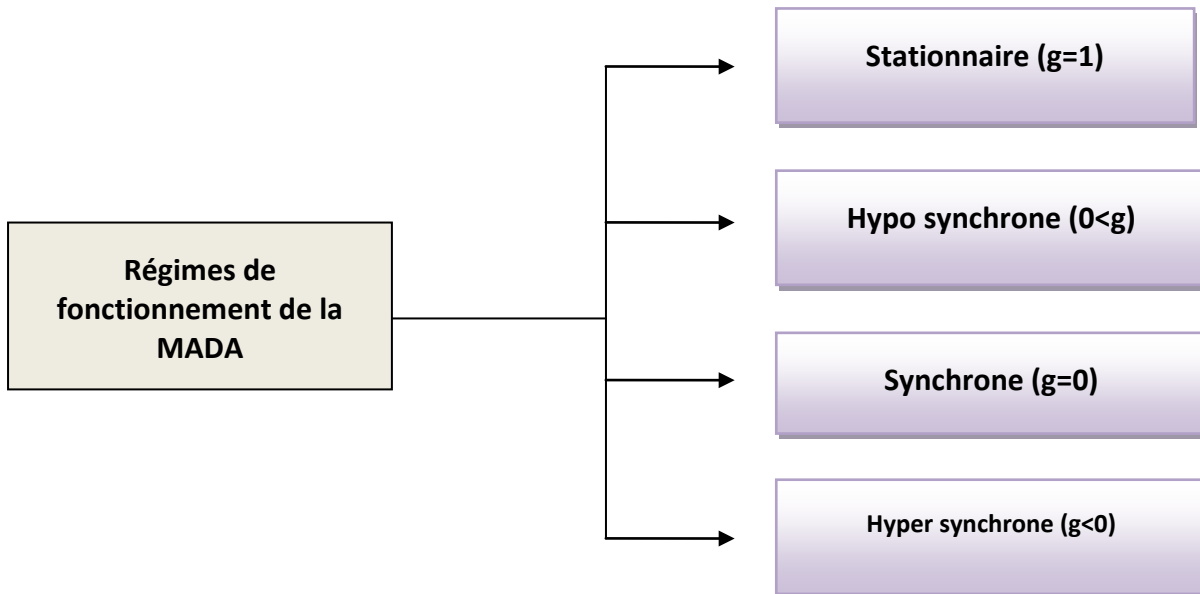 Régimes de
fonctionnement de la
MADA
Stationnaire (g=1)
Hypo synchrone (0<g)
Synchrone (g=0)
Hyper synchrone (g<0)